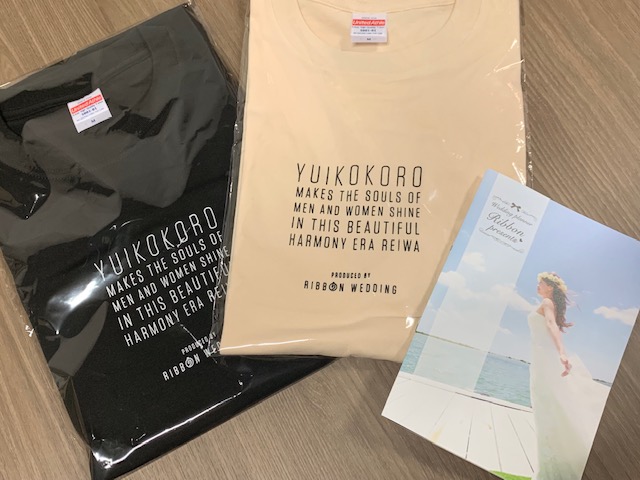 United Athle
5001-01
M
YUIKOKORO
MAKES THE SOULS OF
MEN AND WOMEN SHINE
IN THIS BEAUTIFUL
HARMONY ERA REIWA
PRODUCED BY
RIBBON WEDDING
United Athle
M
YUIKOKORO
MAKES THE SOULS OF
MEN AND WOMEN SHINE
IN THIS BEAUTIFUL
HARMONY ERA REIWA
PRODUCED BY
RIBBON WEDDING
Ribbon
presents